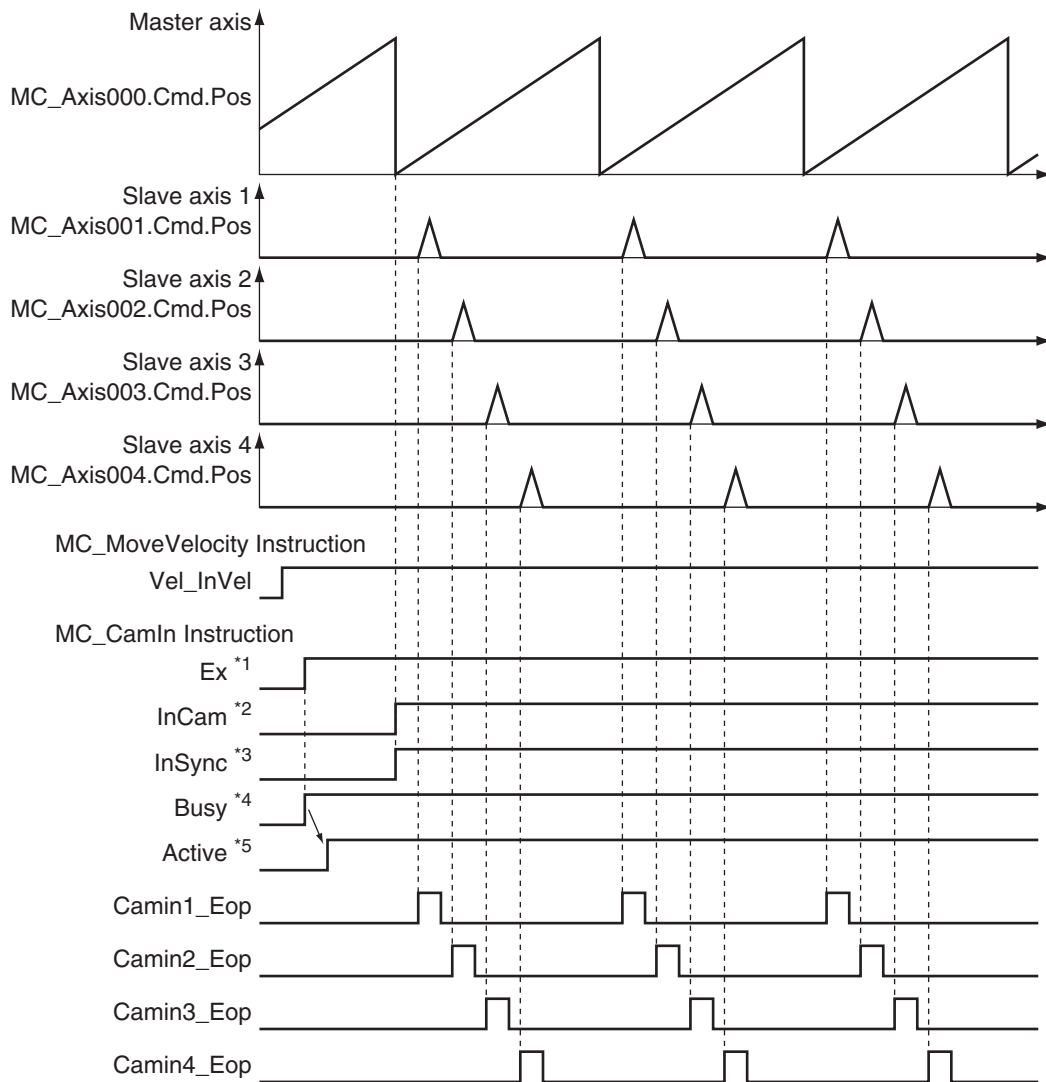 Master axis
MC_Axis000.Cmd.Pos
Slave axis 1
MC_Axis001.Cmd.Pos
Slave axis 2
MC_Axis002.Cmd.Pos
Slave axis 3
MC_Axis003.Cmd.Pos
Slave axis 4
MC_Axis004.Cmd.Pos
MC_MoveVelocity Instruction
Vel_InVel
MC_CamIn Instruction
Ex *1
InCam *2
InSync *3
Busy *4
Active *5
Camin1_Eop
Camin2_Eop
Camin3_Eop
Camin4_Eop